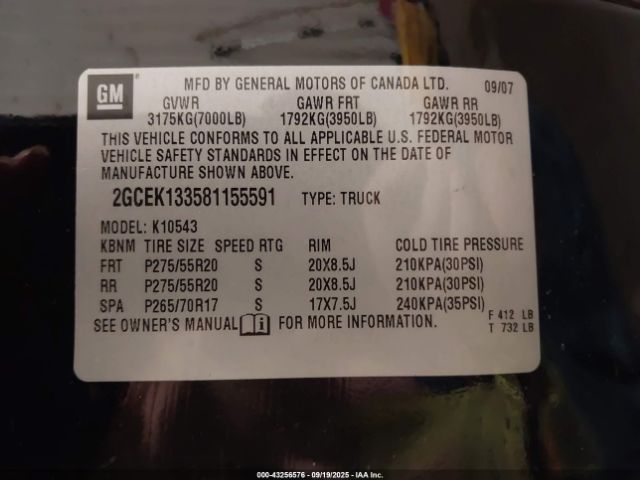 GM
MFD BY GENERAL MOTORS OF CANADA LTD. 09/07
GVWR GAWR FRT GAWR RR
3175KG(7000LB) 1792KG(3950LB) 1792KG(3950LB)
THIS VEHICLE CONFORMS TO ALL APPLICABLE U.S. FEDERAL MOTOR
VEHICLE SAFETY STANDARDS IN EFFECT ON THE DATE OF
MANUFACTURE SHOWN ABOVE.
2GCEK133581155591 TYPE: TRUCK
MODEL: K10543
KBNM TIRE SIZE SPEED RTG RIM COLD TIRE PRESSURE
FRT P275/55R20 S 20X8.5J 210KPA(30PSI)
RR P275/55R20 S 20X8.5J 210KPA(30PSI)
SPA P265/70R17 S 17X7.5J 240KPA(35PSI)
SEE OWNER'S MANUAL i FOR MORE INFORMATION.
F 412 LB
T 732 LB
000-43256576 - 09/19/2025 - IAA Inc.